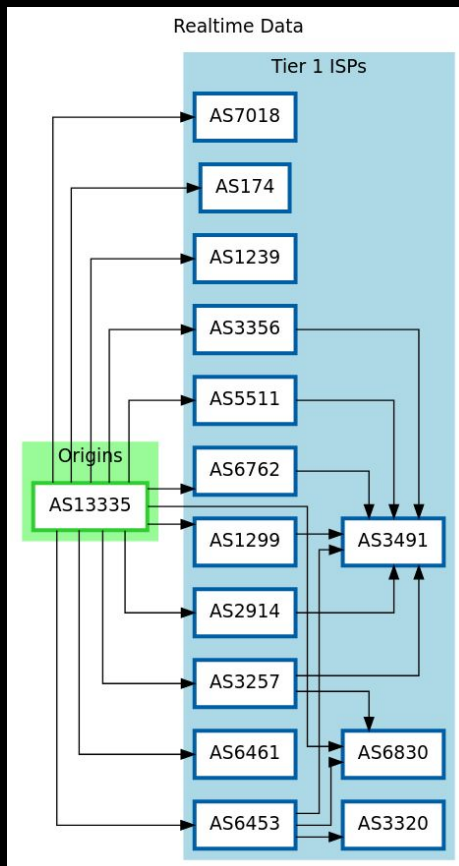 Realtime Data
Tier 1 ISPs
AS7018
AS174
AS1239
AS3356
AS5511
Origins
AS6762
AS13335
AS1299
AS3491
AS2914
AS3257
AS6461
AS6830
AS6453
AS3320